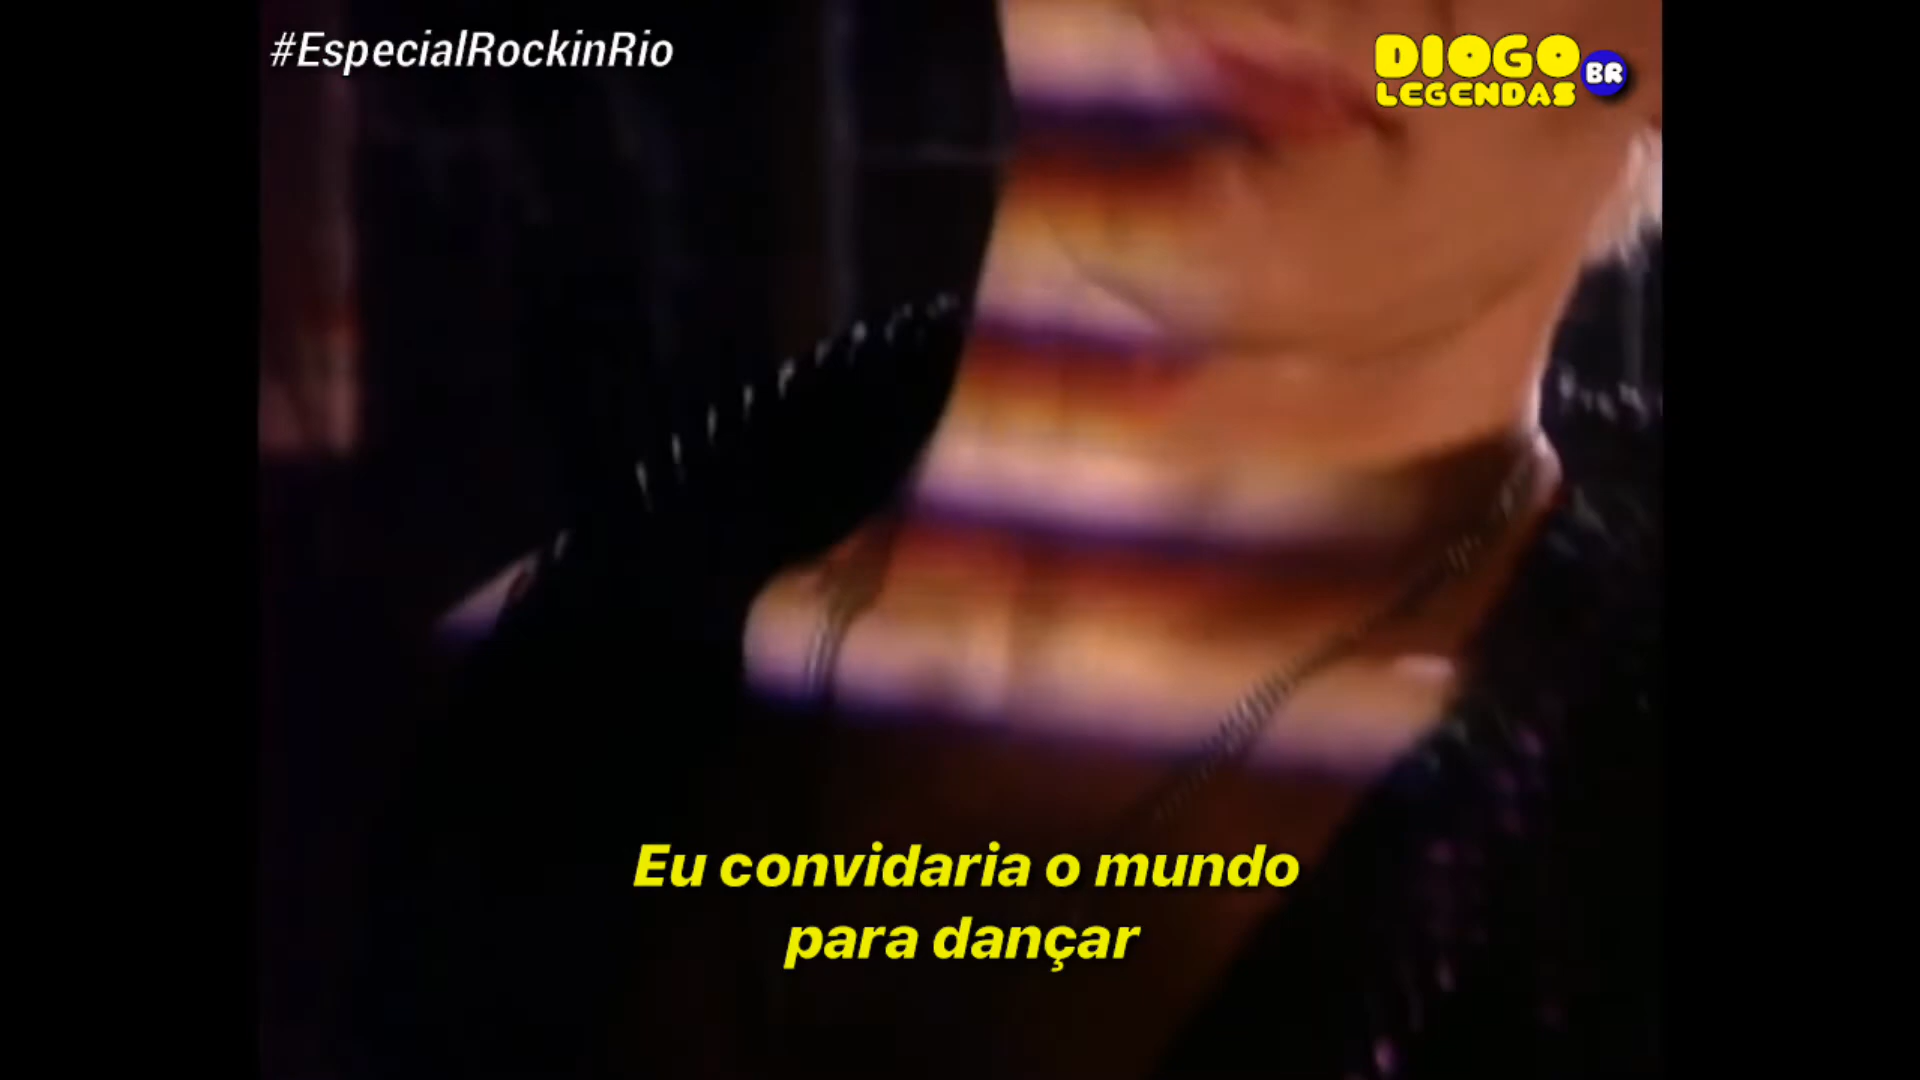 #EspecialRockinRio
DIOGO
LEGENDAS
BR
Eu convidaria o mundo
para dançar